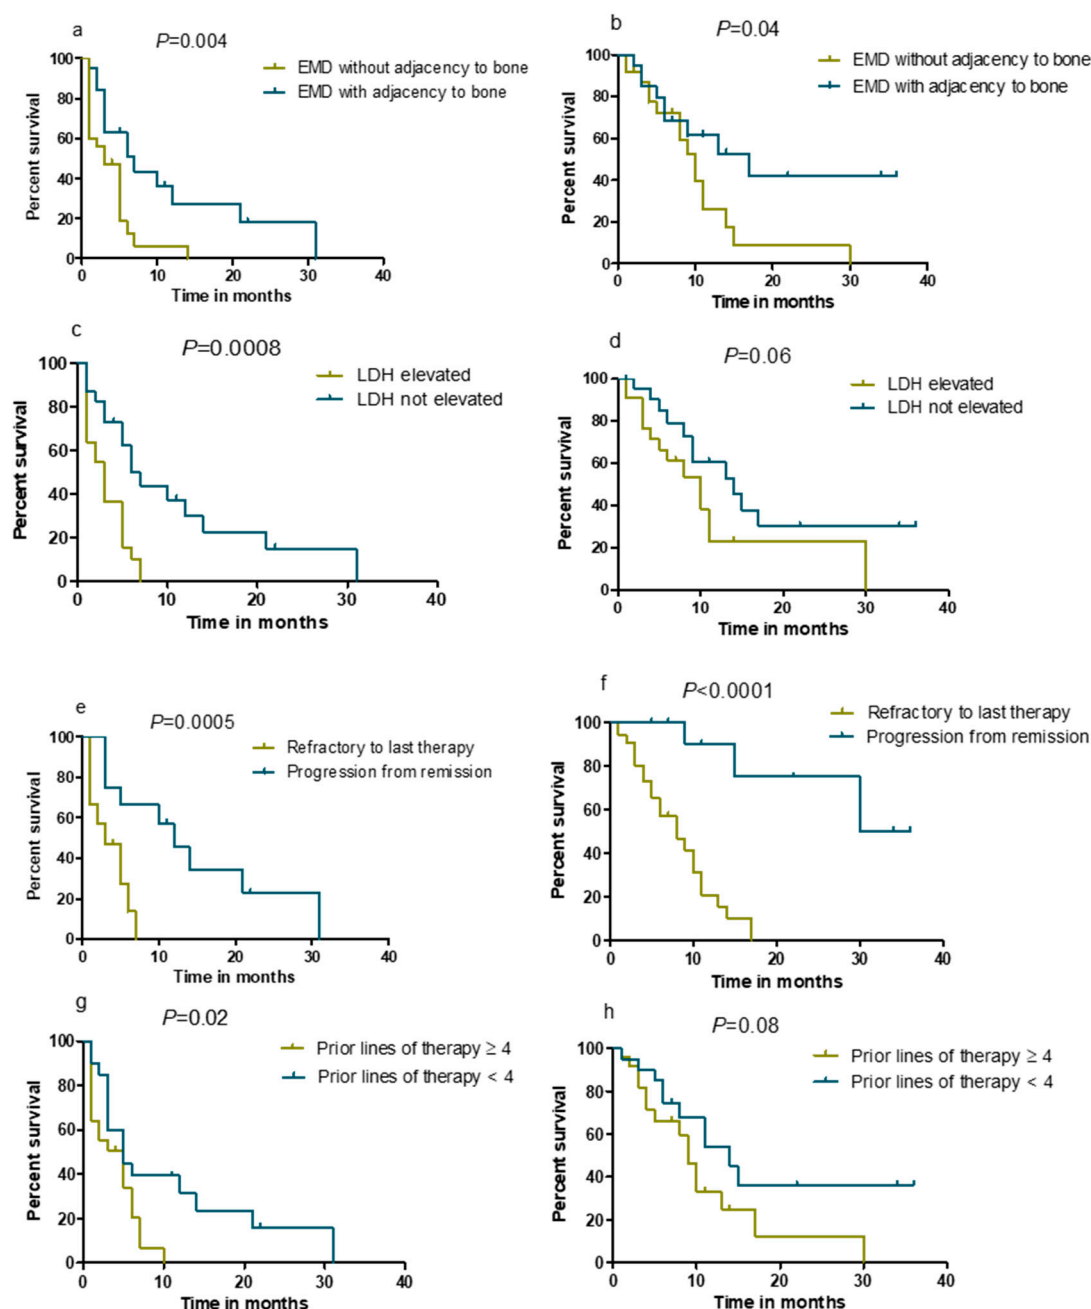 a
P=0.004
EMD without adjacency to bone
EMD with adjacency to bone
Percent survival
100
80
60
40
20
0
0 10 20 30 40
Time in months
b
P=0.04
EMD without adjacency to bone
EMD with adjacency to bone
Percent survival
100
80
60
40
20
0
0 10 20 30 40
Time in months
c
P=0.0008
LDH elevated
LDH not elevated
Percent survival
100
80
60
40
20
0
0 10 20 30 40
Time in months
d
P=0.06
LDH elevated
LDH not elevated
Percent survival
100
80
60
40
20
0
0 10 20 30 40
Time in months
e
P=0.0005
Refractory to last therapy
Progression from remission
Percent survival
100
80
60
40
20
0
0 10 20 30 40
Time in months
f
P<0.0001
Refractory to last therapy
Progression from remission
Percent survival
100
80
60
40
20
0
0 10 20 30 40
Time in months
g
P=0.02
Prior lines of therapy ≥ 4
Prior lines of therapy < 4
Percent survival
100
80
60
40
20
0
0 10 20 30 40
Time in months
h
P=0.08
Prior lines of therapy ≥ 4
Prior lines of therapy < 4
Percent survival
100
80
60
40
20
0
0 10 20 30 40
Time in months